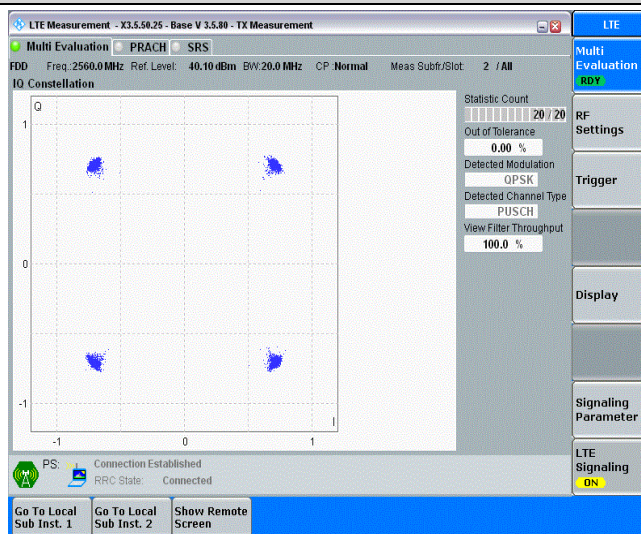 LTE Measurement - X3.5.50.25 - Base V 3.5.80 - TX Measurement
LTE
Multi Evaluation PRACH SRS
FDD Freq.:2560.0 MHz Ref. Level: 40.10 dBm BW:20.0 MHz CP :Normal Meas Subfr./Slot: 2 / All
IQ Constellation
Q
1
0
-1
-1 0 1
I
Statistic Count
20 / 20
Out of Tolerance
0.00 %
Detected Modulation
QPSK
Detected Channel Type
PUSCH
View Filter Throughput
100.0 %
Multi
Evaluation
RDY
RF
Settings
Trigger
Display
Signaling
Parameter
LTE
Signaling
ON
PS: Connection Established
RRC State: Connected
Go To Local
Sub Inst. 1
Go To Local
Sub Inst. 2
Show Remote
Screen